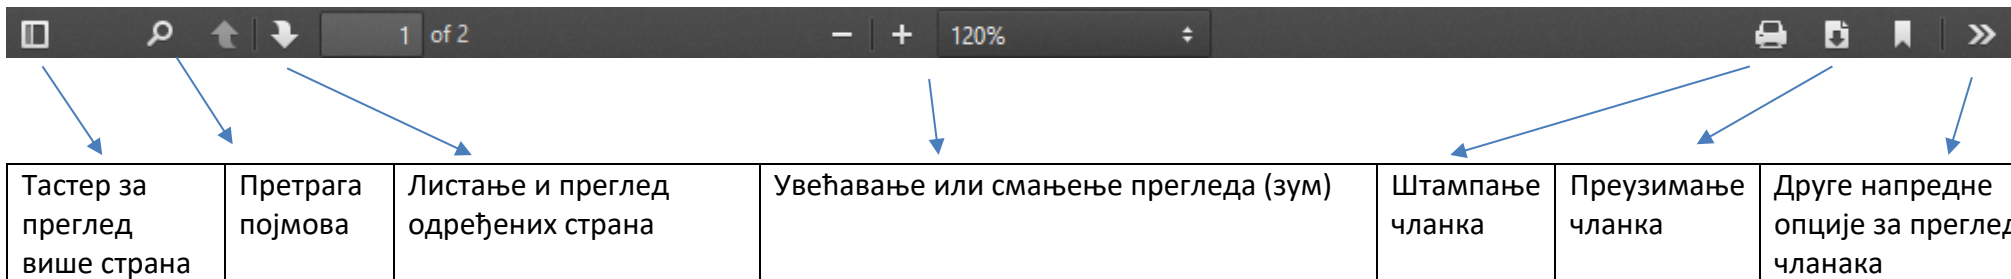 1 of 2 120%
Тастер за
преглед
више страна
Претрага
појмова
Листање и преглед
одређених страна
Увећавање или смањење прегледа (зум)
Штампање
чланка
Преузимање
чланка
Друге напредне
опције за преглед
чланака